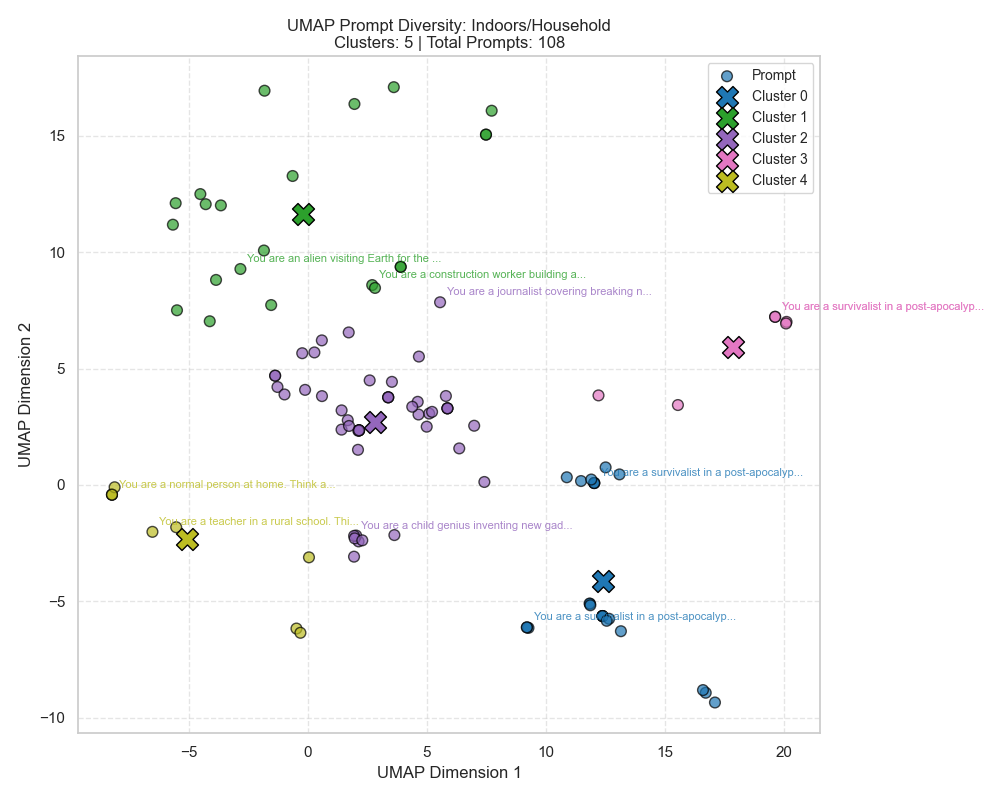 UMAP Prompt Diversity: Indoors/Household
Clusters: 5 | Total Prompts: 108
Prompt
Cluster 0
Cluster 1
Cluster 2
Cluster 3
Cluster 4
You are an alien visiting Earth for the ...
You are a construction worker building a...
You are a journalist covering breaking n...
You are a survivalist in a post-apocalyp...
You are a survivalist in a post-apocalyp...
You are a normal person at home. Think a...
You are a teacher in a rural school. Thi...
You are a child genius inventing new gad...
You are a survivalist in a post-apocalyp...
15
10
5
0
−5
−10
UMAP Dimension 2
−5
0
5
10
15
20
UMAP Dimension 1